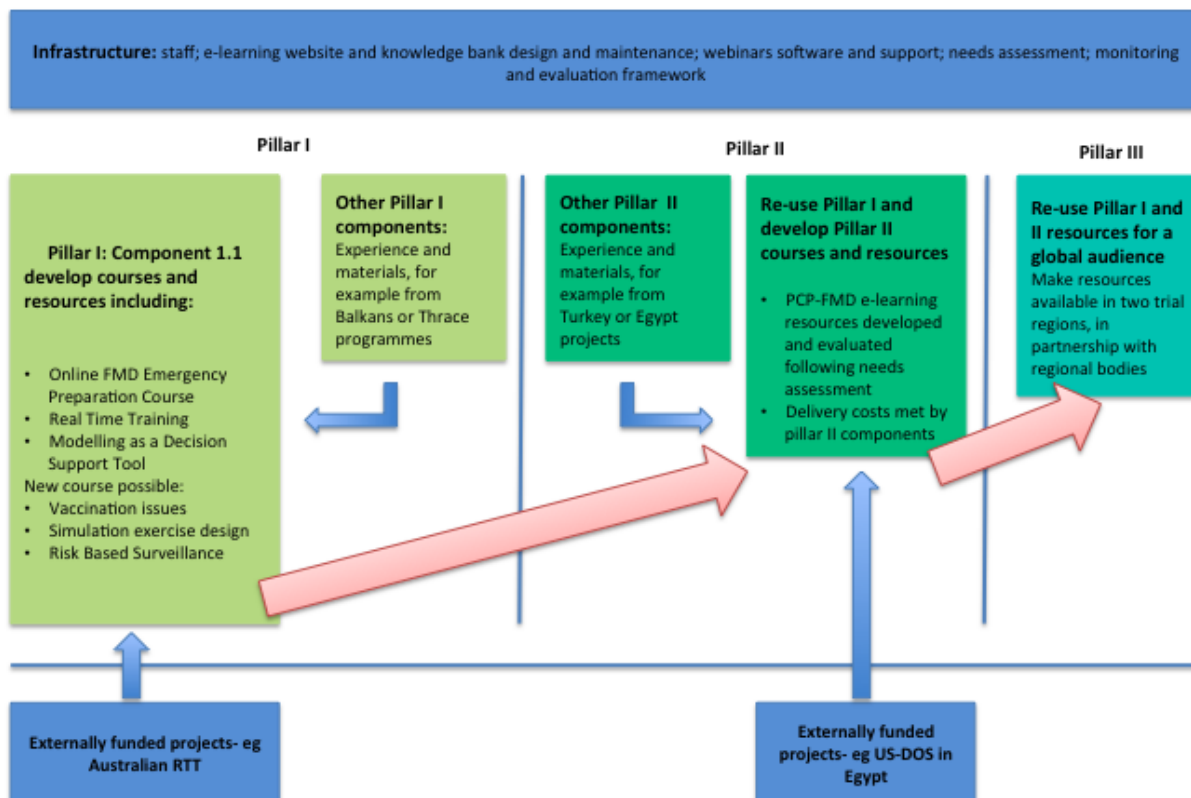 Infrastructure: staff; e-learning website and knowledge bank design and maintenance; webinars software and support; needs assessment; monitoring
and evaluation framework
Pillar I
Pillar II
Pillar III
Pillar I: Component 1.1
develop courses and
resources including:
• Online FMD Emergency
Preparation Course
• Real Time Training
• Modelling as a Decision
Support Tool
New course possible:
• Vaccination issues
• Simulation exercise design
• Risk Based Surveillance
Other Pillar I
components:
Experience and
materials, for
example from
Balkans or Thrace
programmes
Other Pillar II
components:
Experience and
materials, for
example from
Turkey or Egypt
projects
Re-use Pillar I and
develop Pillar II
courses and resources
• PCP-FMD e-learning
resources developed
and evaluated
following needs
assessment
• Delivery costs met by
pillar II components
Re-use Pillar I and
II resources for a
global audience
Make resources
available in two trial
regions, in
partnership with
regional bodies
Externally funded projects- eg
Australian RTT
Externally funded
projects- eg US-DOS in
Egypt